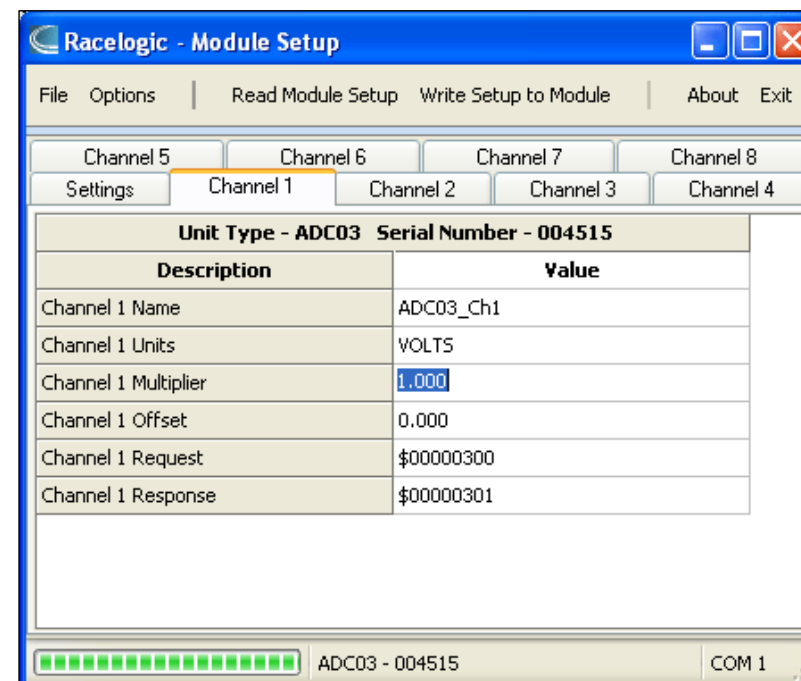 Racelogic - Module Setup
File Options | Read Module Setup Write Setup to Module | About Exit
Channel 5 Channel 6 Channel 7 Channel 8
Settings Channel 1 Channel 2 Channel 3 Channel 4
Unit Type - ADC03 Serial Number - 004515
Description Value
Channel 1 Name ADC03_Ch1
Channel 1 Units VOLTS
Channel 1 Multiplier 1.000
Channel 1 Offset 0.000
Channel 1 Request $00000300
Channel 1 Response $00000301
ADC03 - 004515 COM 1